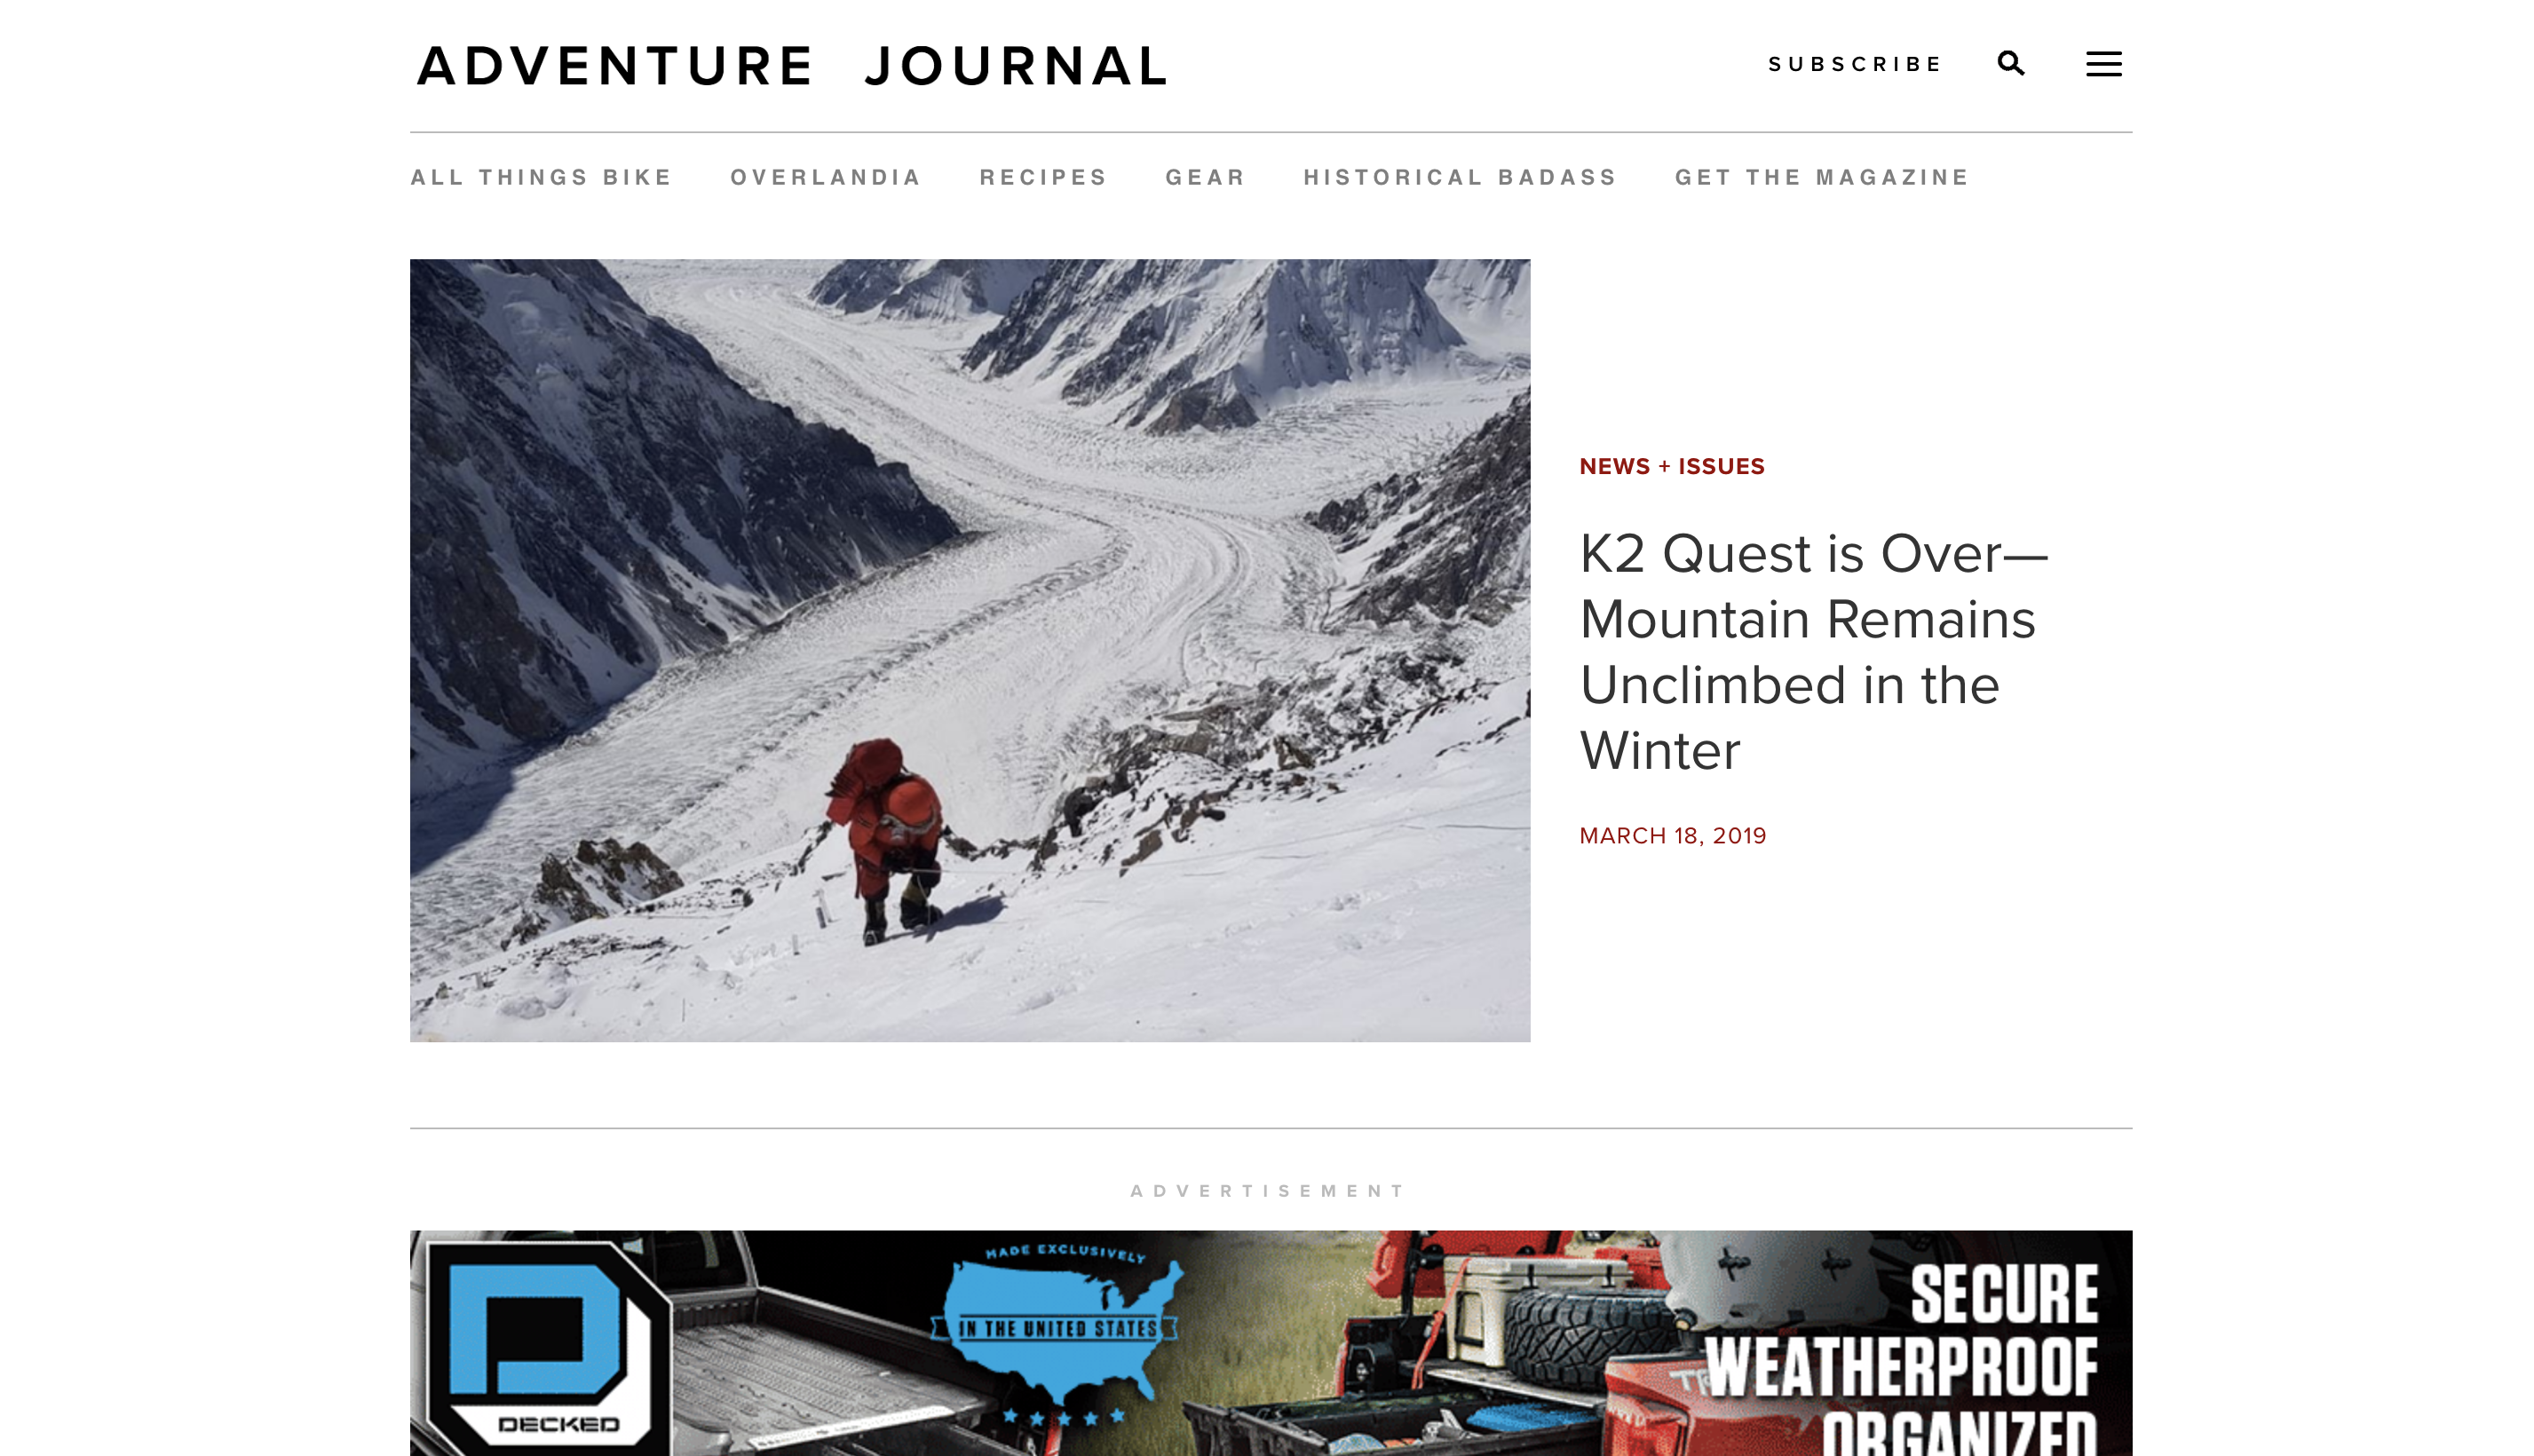 ADVENTURE JOURNAL
SUBSCRIBE
ALL THINGS BIKE
OVERLANDIA
RECIPES
GEAR
HISTORICAL BADASS
GET THE MAGAZINE
NEWS + ISSUES
K2 Quest is Over—
Mountain Remains
Unclimbed in the
Winter
MARCH 18, 2019
ADVERTISEMENT
DECKED
MADE EXCLUSIVELY
IN THE UNITED STATES
SECURE
WEATHERPROOF
ORGANIZED